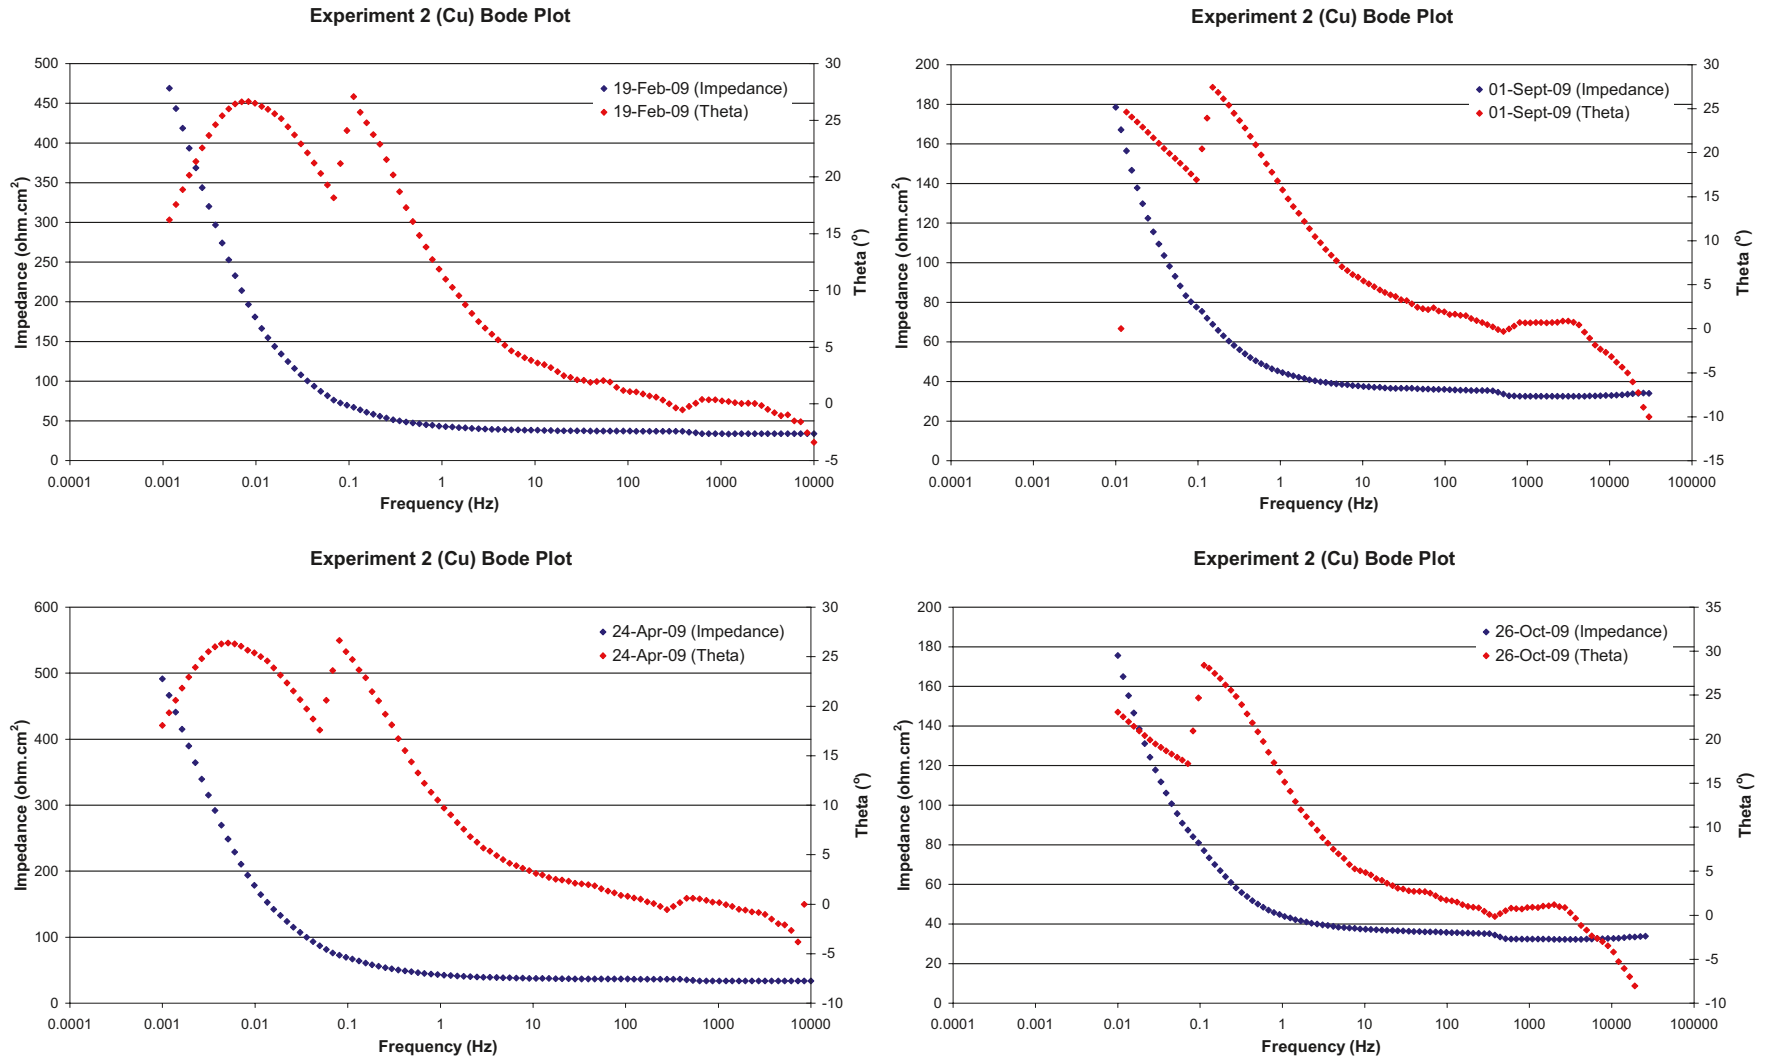 Experiment 2 (Cu) Bode Plot
500
450
400
350
300
250
200
150
100
50
0
Impedance (ohm.cm²)
30
25
20
15
10
5
0
-5
Theta (°)
19-Feb-09 (Impedance)
19-Feb-09 (Theta)
0.0001 0.001 0.01 0.1 1 10 100 1000 10000
Frequency (Hz)
Experiment 2 (Cu) Bode Plot
200
180
160
140
120
100
80
60
40
20
0
Impedance (ohm.cm²)
30
25
20
15
10
5
0
-5
-10
-15
Theta (°)
01-Sept-09 (Impedance)
01-Sept-09 (Theta)
0.0001 0.001 0.01 0.1 1 10 100 1000 10000 100000
Frequency (Hz)
Experiment 2 (Cu) Bode Plot
600
500
400
300
200
100
0
Impedance (ohm.cm²)
30
25
20
15
10
5
0
-5
-10
Theta (°)
24-Apr-09 (Impedance)
24-Apr-09 (Theta)
0.0001 0.001 0.01 0.1 1 10 100 1000 10000
Frequency (Hz)
Experiment 2 (Cu) Bode Plot
200
180
160
140
120
100
80
60
40
20
0
Impedance (ohm.cm²)
35
30
25
20
15
10
5
0
-5
-10
Theta (°)
26-Oct-09 (Impedance)
26-Oct-09 (Theta)
0.0001 0.001 0.01 0.1 1 10 100 1000 10000 100000
Frequency (Hz)